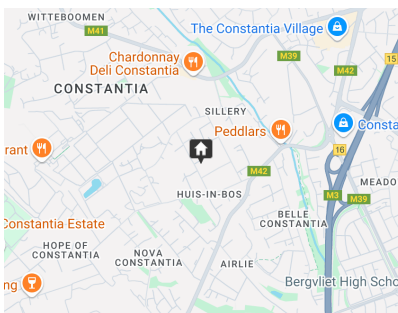 WITTEBOOMEN
M41
The Constantia Village
M39
15
Chardonnay
Deli Constantia
M42
CONSTANTIA
SILLERY
Peddlars
Consta
rant
16
M42
MEADO
HUIS-IN-BOS
M3
M39
BELLE
CONSTANTIA
Constantia Estate
HOPE OF
CONSTANTIA
NOVA
CONSTANTIA
AIRLIE
Bergvliet High Scho
ng